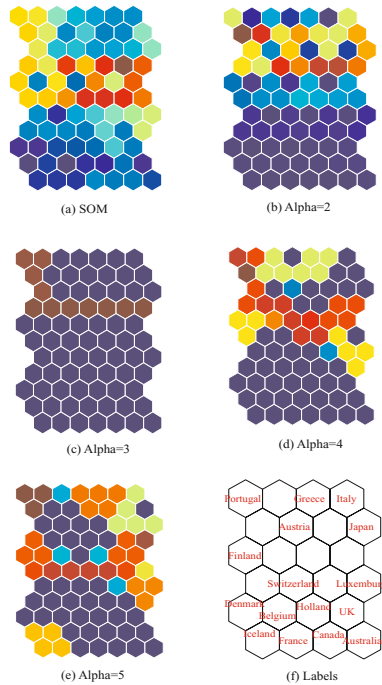 (a) SOM
(b) Alpha=2
(c) Alpha=3
(d) Alpha=4
Portugal Greece Italy
Austria Japan
Finland
Switzerland Luxembur
Denmark Belgium Holland UK
Iceland France Canada Australia
(e) Alpha=5
(f) Labels